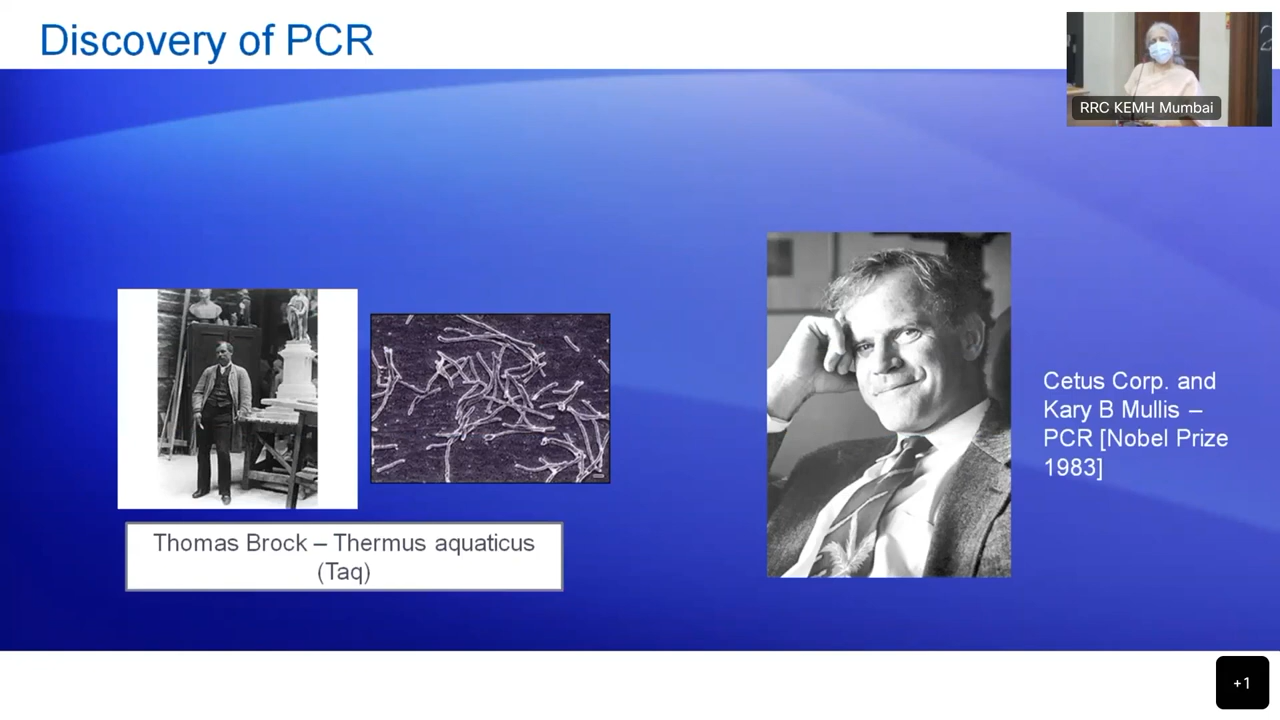 Discovery of PCR
RRC KEMH Mumbai
Thomas Brock – Thermus aquaticus
(Taq)
Cetus Corp. and
Kary B Mullis –
PCR [Nobel Prize
1983]
+1